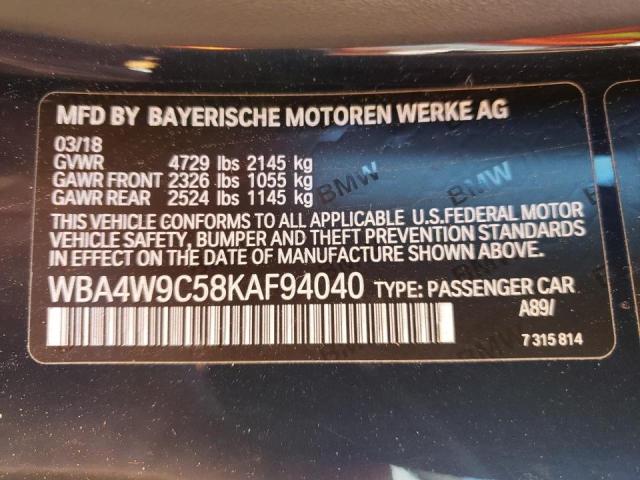 MFD BY BAYERISCHE MOTOREN WERKE AG
03/18
GVWR 4729 lbs 2145 kg
GAWR FRONT 2326 lbs 1055 kg
GAWR REAR 2524 lbs 1145 kg
THIS VEHICLE CONFORMS TO ALL APPLICABLE U.S.FEDERAL MOTOR
VEHICLE SAFETY, BUMPER AND THEFT PREVENTION STANDARDS
IN EFFECT ON THE DATE OF MANUFACTURE SHOWN ABOVE.
WBA4W9C58KAF94040 TYPE: PASSENGER CAR
A89/
7 315 814
BMW
BMW
BMW